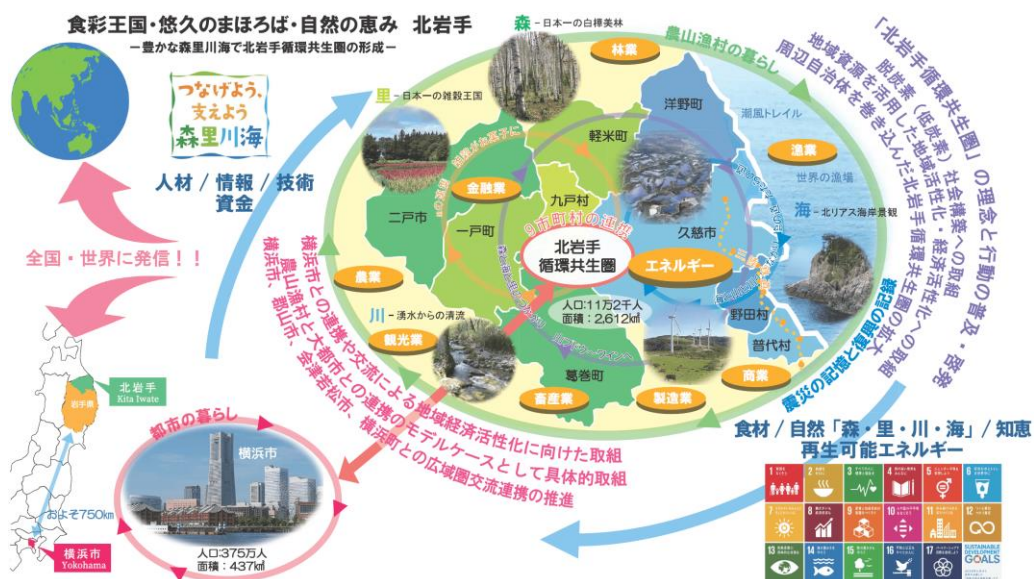 食彩王国・悠久のまほろば・自然の恵み 北岩手
－豊かな森里川海で北岩手循環共生圏の形成－
つなげよう、
支えよう
森里川海
人材 / 情報 / 技術
資金
全国・世界に発信！！
北岩手
Kita Iwate
岩手県
およそ750km
横浜市
Yokohama
都市の暮らし
横浜市
人口:375万人
面積：437㎢
森－日本一の白樺美林
林業
農山漁村の暮らし
里－日本一の雑穀王国
洋野町
潮風トレイル
軽米町
漁業
世界の漁場
金融業
二戸市
九戸村
一戸町
海－北リアス海岸景観
久慈市
9市町村の連携
北岩手
循環共生圏
エネルギー
農業
人口:11万2千人
面積：2,612㎢
野田村
普代村
川－湧水からの清流
観光業
葛巻町
畜産業
製造業
商業
震災の記憶と復興の記録
横浜市との連携や交流による地域経済活性化に向けた取組
農山漁村と大都市との連携のモデルケースとして具体的取組
横浜市、郡山市、会津若松市、横浜町との広域圏交流連携の推進
「北岩手循環共生圏」の理念と行動の普及・啓発
脱炭素（低炭素）社会構築への取組
地域資源を活用した地域活性化・経済活性化への取組
周辺自治体を巻き込んだ北岩手循環共生圏の拡大
食材 / 自然「森・里・川・海」/ 知恵
再生可能エネルギー
1
2
3
4
5
6
7
8
9
10
11
12
13
14
15
16
17
SUSTAINABLE
DEVELOPMENT
GOALS